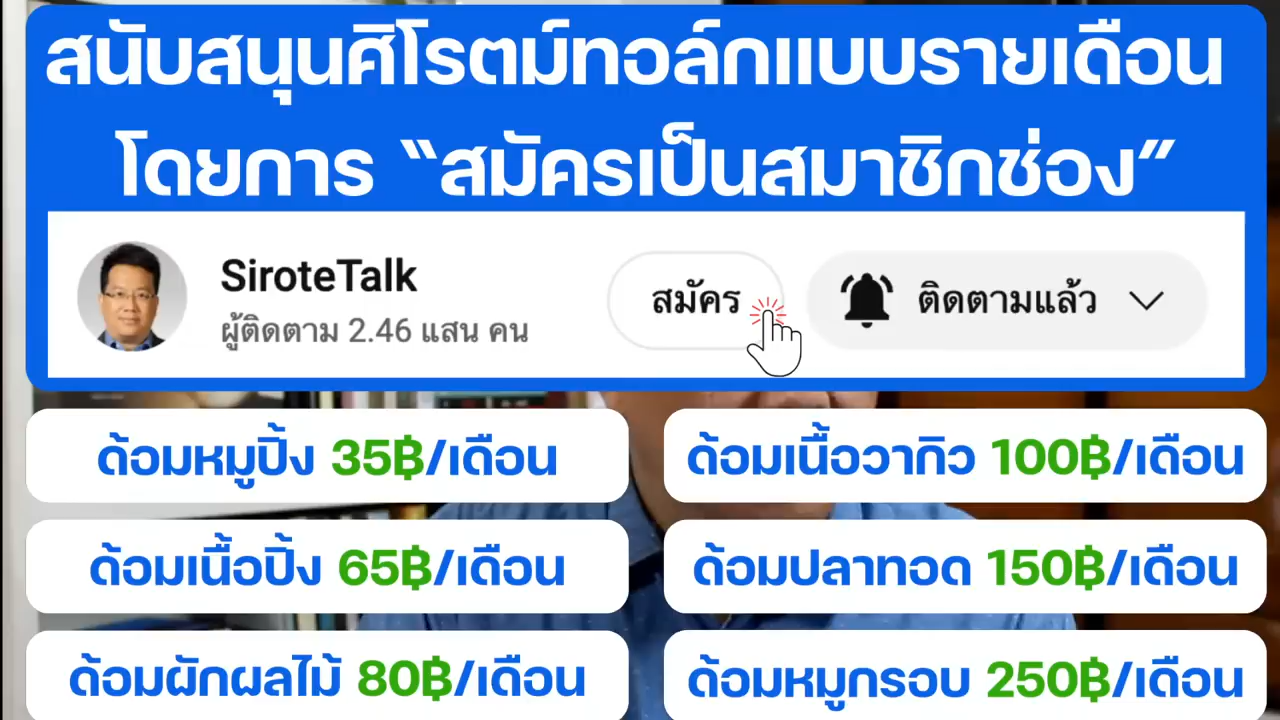 สนับสนุนศิโรตม์ทอล์กแบบรายเดือน
โดยการ “สมัครเป็นสมาชิกช่อง”
SiroteTalk
ผู้ติดตาม 2.46 แสน คน
สมัคร
ติดตามแล้ว
ด้อมหมูปิ้ง 35฿/เดือน
ด้อมเนื้อวากิว 100฿/เดือน
ด้อมเนื้อปิ้ง 65฿/เดือน
ด้อมปลาทอด 150฿/เดือน
ด้อมผักผลไม้ 80฿/เดือน
ด้อมหมูกรอบ 250฿/เดือน